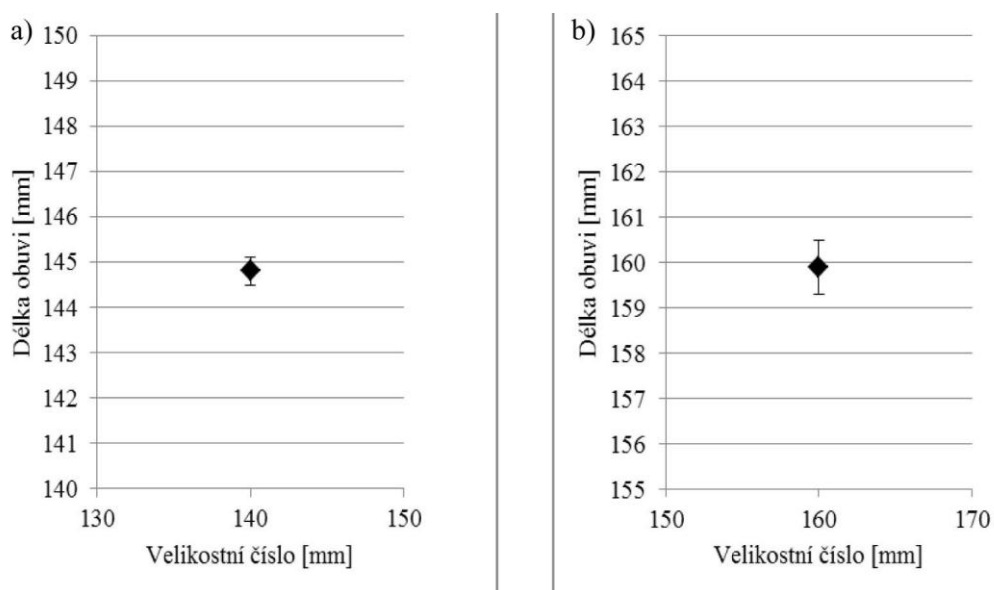 a)
Délka obuvi [mm]
150
149
148
147
146
145
144
143
142
141
140
130 140 150
Velikostní číslo [mm]
b)
Délka obuvi [mm]
165
164
163
162
161
160
159
158
157
156
155
150 160 170
Velikostní číslo [mm]